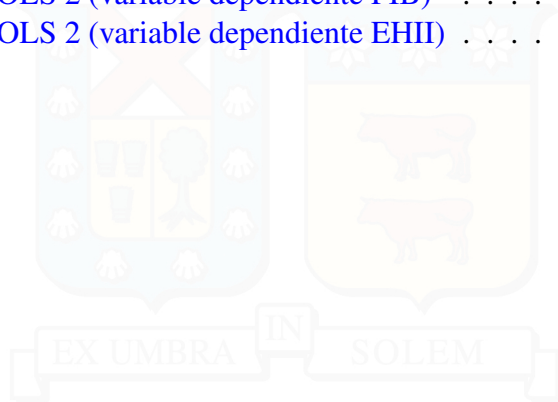 OLS 2 (variable dependiente PIB) . . . .
OLS 2 (variable dependiente EHII) . . . .
EX UMBRA IN SOLEM